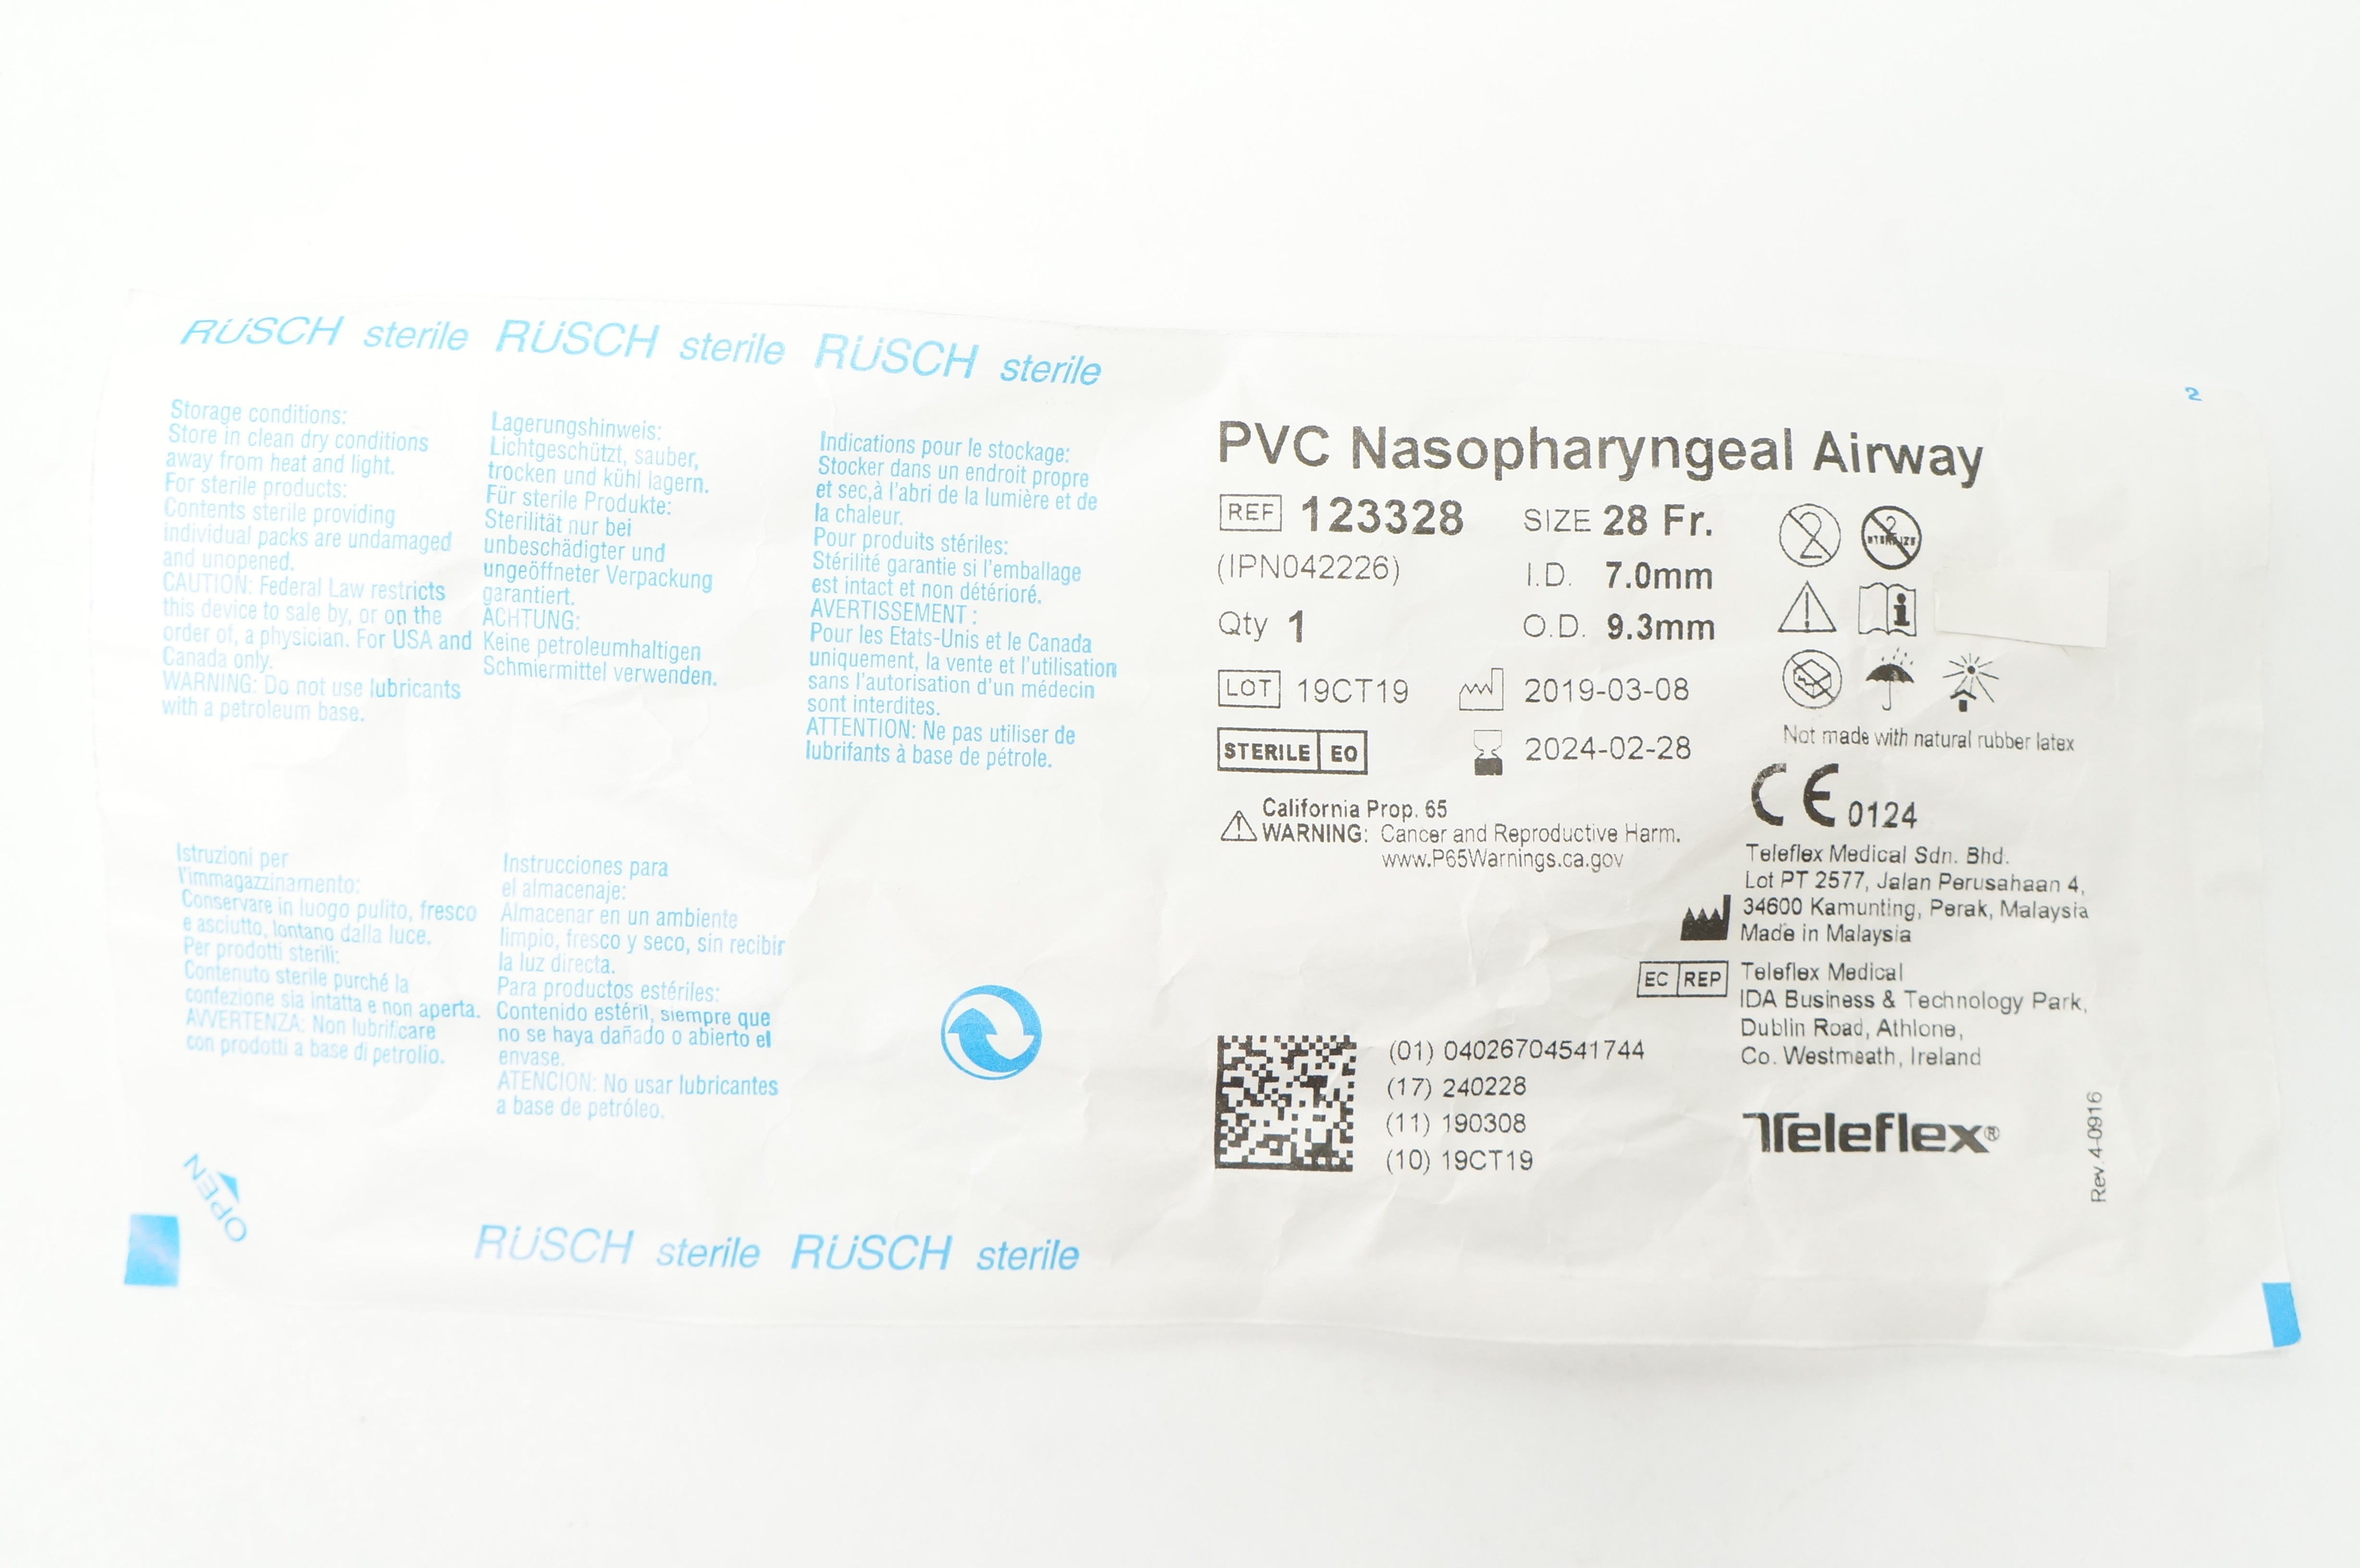 RÜSCH sterile RÜSCH sterile RÜSCH sterile
Storage conditions:
Store in clean dry conditions
away from heat and light.
For sterile products:
Contents sterile providing
individual packs are undamaged
and unopened.
CAUTION: Federal Law restricts
this device to sale by, or on the
order of, a physician. For USA and
Canada only.
WARNING: Do not use lubricants
with a petroleum base.
Lagerungshinweis:
Lichtgeschützt, sauber,
trocken und kühl lagern.
Für sterile Produkte:
Sterilität nur bei
unbeschädigter und
ungeöffneter Verpackung
garantiert.
ACHTUNG:
Keine petroleumhaltigen
Schmiermittel verwenden.
Indications pour le stockage:
Stocker dans un endroit propre
et sec,à l'abri de la lumière et de
la chaleur.
Pour produits stériles:
Stérilité garantie si l'emballage
est intact et non détérioré.
AVERTISSEMENT :
Pour les Etats-Unis et le Canada
uniquement, la vente et l'utilisation
sans l'autorisation d'un médecin
sont interdites.
ATTENTION: Ne pas utiliser de
lubrifants à base de pétrole.
Istruzioni per
l'immagazzinamento:
Conservare in luogo pulito, fresco
e asciutto, lontano dalla luce.
Per prodotti sterili:
Contenuto sterile purché la
confezione sia intatta e non aperta.
AVVERTENZA: Non lubrificare
con prodotti a base di petrolio.
Instrucciones para
el almacenaje:
Almacenar en un ambiente
limpio, fresco y seco, sin recibir
la luz directa.
Para productos estériles:
Contenido estéril, siempre que
no se haya dañado o abierto el
envase.
ATENCION: No usar lubricantes
a base de petróleo.
OPEN
RÜSCH sterile RÜSCH sterile
2
PVC Nasopharyngeal Airway
REF 123328 SIZE 28 Fr.
(IPN042226) I.D. 7.0mm
Qty 1 O.D. 9.3mm
LOT 19CT19 2019-03-08
STERILE EO 2024-02-28
2
2
STERILIZE
Not made with natural rubber latex
California Prop. 65
WARNING: Cancer and Reproductive Harm.
www.P65Warnings.ca.gov
CE 0124
Teleflex Medical Sdn. Bhd.
Lot PT 2577, Jalan Perusahaan 4,
34600 Kamunting, Perak, Malaysia
Made in Malaysia
EC REP Teleflex Medical
IDA Business & Technology Park,
Dublin Road, Athlone,
Co. Westmeath, Ireland
(01) 04026704541744
(17) 240228
(11) 190308
(10) 19CT19
Teleflex®
Rev.4-0916